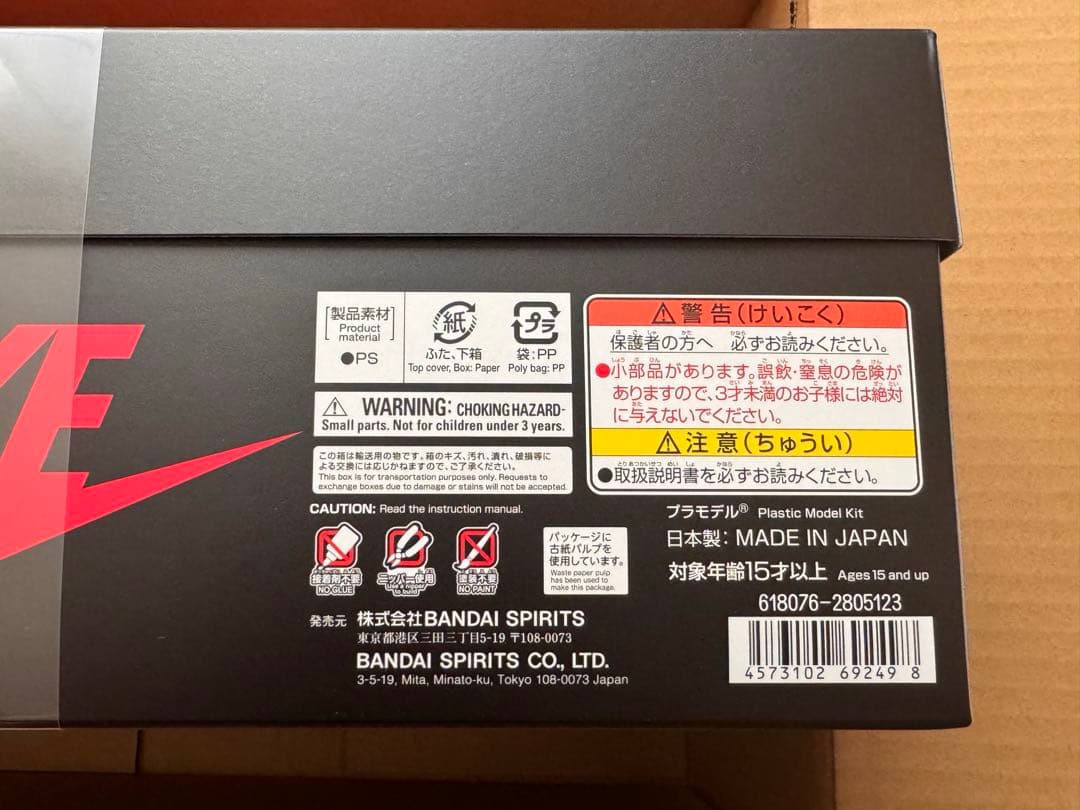 KE
[製品素材]
Product
material
●PS
紙
ふた、下箱
Top cover, Box: Paper
プラ
袋:PP
Poly bag: PP
⚠ WARNING: CHOKING HAZARD-
Small parts. Not for children under 3 years.
この箱は輸送用の物です。箱のキズ、汚れ、潰れ、破損等に
よる交換には応じかねますので、ご了承ください。
This box is for transportation purposes only. Requests to
exchange boxes due to damage or stains will not be accepted.
⚠ 警告(けいこく)
保護者の方へ 必ずお読みください。
●小部品があります。誤飲・窒息の危険が
ありますので、3才未満のお子様には絶対
に与えないでください。
⚠ 注意(ちゅうい)
●取扱説明書を必ずお読みください。
CAUTION: Read the instruction manual.
接着剤不要
NO GLUE
ニッパー使用
Use a nipper
to build
塗装不要
NO PAINT
パッケージに
古紙パルプを
使用しています。
Waste paper pulp
has been used to
make this package.
プラモデル® Plastic Model Kit
日本製: MADE IN JAPAN
対象年齢15才以上 Ages 15 and up
618076-2805123
4573102 69249 8
発売元 株式会社BANDAI SPIRITS
東京都港区三田三丁目5-19 〒108-0073
BANDAI SPIRITS CO., LTD.
3-5-19, Mita, Minato-ku, Tokyo 108-0073 Japan